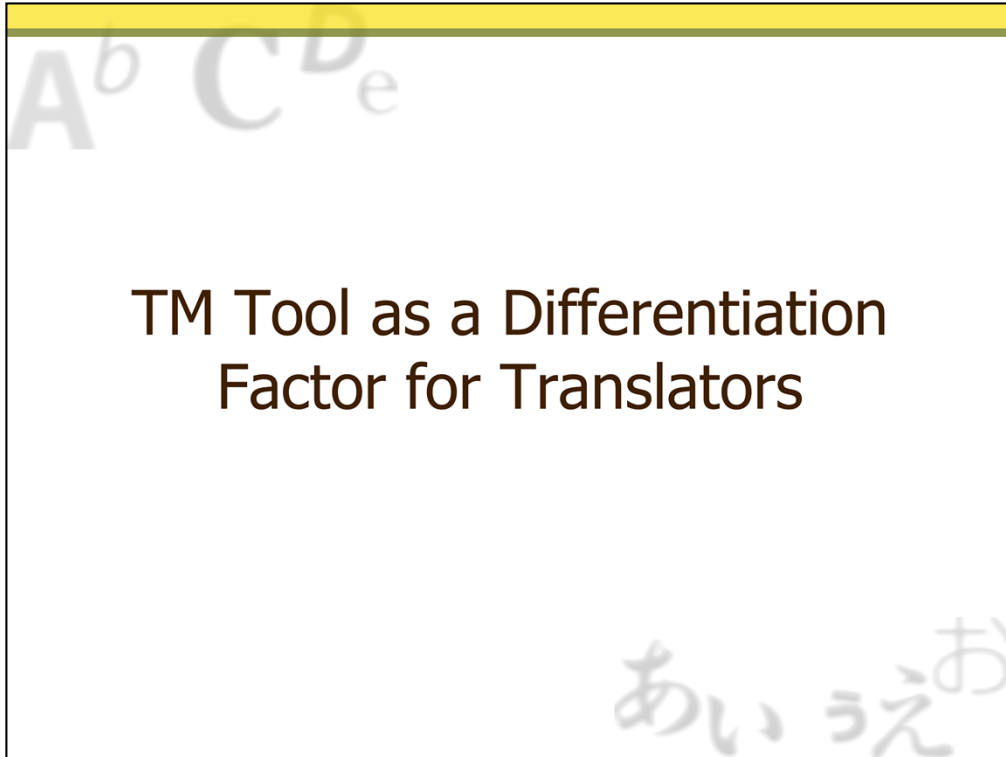 A b C D e
TM Tool as a Differentiation
Factor for Translators
あい うえお